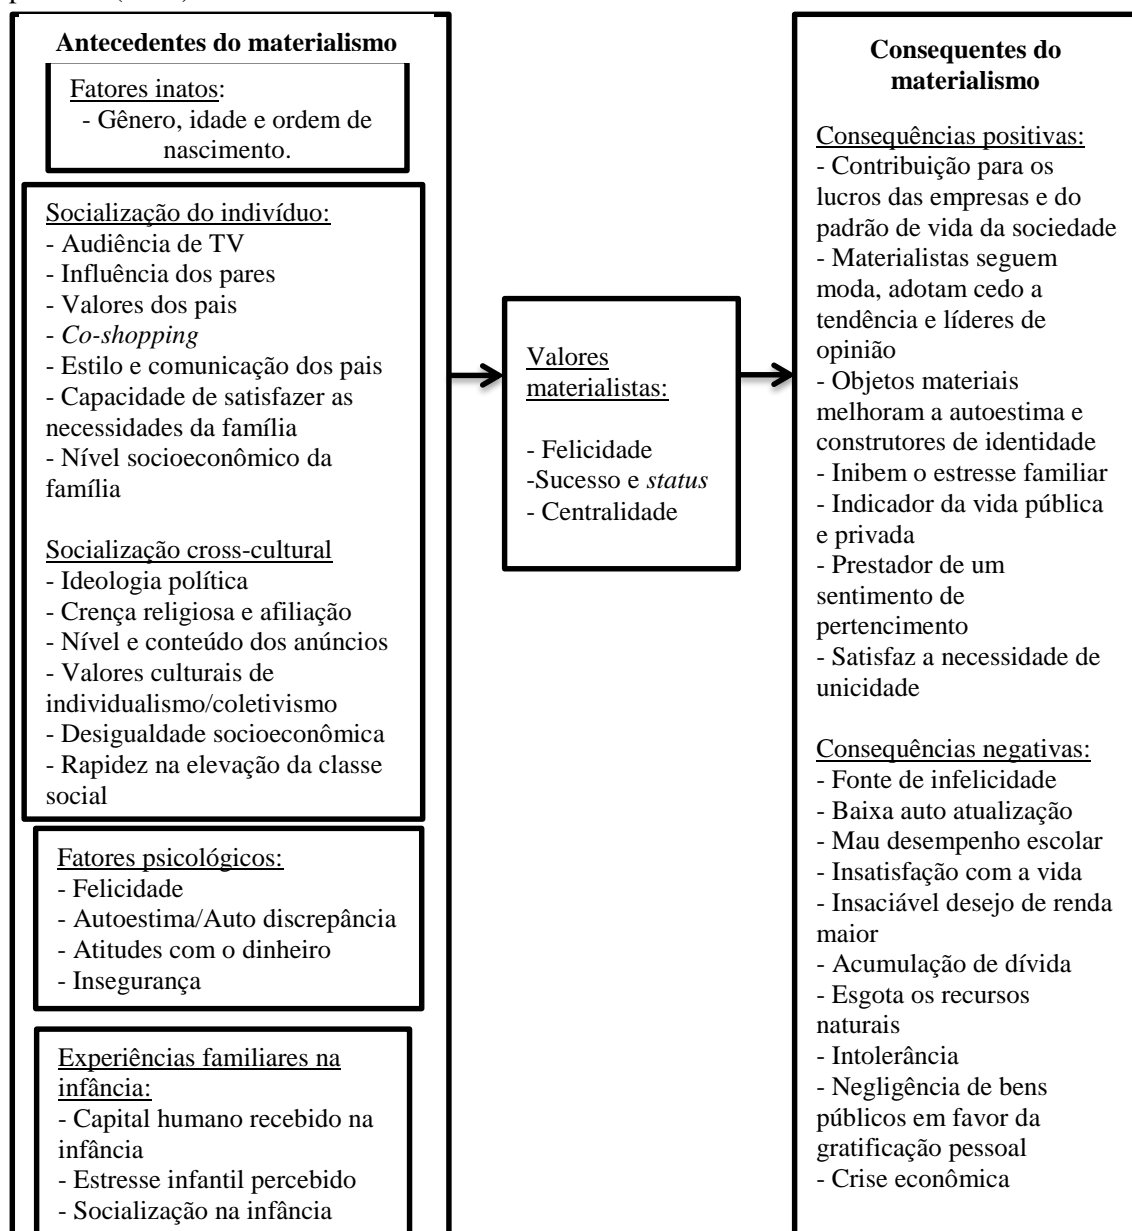 Antecedentes do materialismo
Fatores inatos:
- Gênero, idade e ordem de
nascimento.
Socialização do indivíduo:
- Audiência de TV
- Influência dos pares
- Valores dos pais
- Co-shopping
- Estilo e comunicação dos pais
- Capacidade de satisfazer as
necessidades da família
- Nível socioeconômico da
família
Socialização cross-cultural
- Ideologia política
- Crença religiosa e afiliação
- Nível e conteúdo dos anúncios
- Valores culturais de
individualismo/coletivismo
- Desigualdade socioeconômica
- Rapidez na elevação da classe
social
Fatores psicológicos:
- Felicidade
- Autoestima/Auto discrepância
- Atitudes com o dinheiro
- Insegurança
Experiências familiares na
infância:
- Capital humano recebido na
infância
- Estresse infantil percebido
- Socialização na infância
Valores
materialistas:
- Felicidade
-Sucesso e status
- Centralidade
Consequentes do
materialismo
Consequências positivas:
- Contribuição para os
lucros das empresas e do
padrão de vida da sociedade
- Materialistas seguem
moda, adotam cedo a
tendência e líderes de
opinião
- Objetos materiais
melhoram a autoestima e
construtores de identidade
- Inibem o estresse familiar
- Indicador da vida pública
e privada
- Prestador de um
sentimento de
pertencimento
- Satisfaz a necessidade de
unicidade
Consequências negativas:
- Fonte de infelicidade
- Baixa auto atualização
- Mau desempenho escolar
- Insatisfação com a vida
- Insaciável desejo de renda
maior
- Acumulação de dívida
- Esgota os recursos
naturais
- Intolerância
- Negligência de bens
públicos em favor da
gratificação pessoal
- Crise econômica